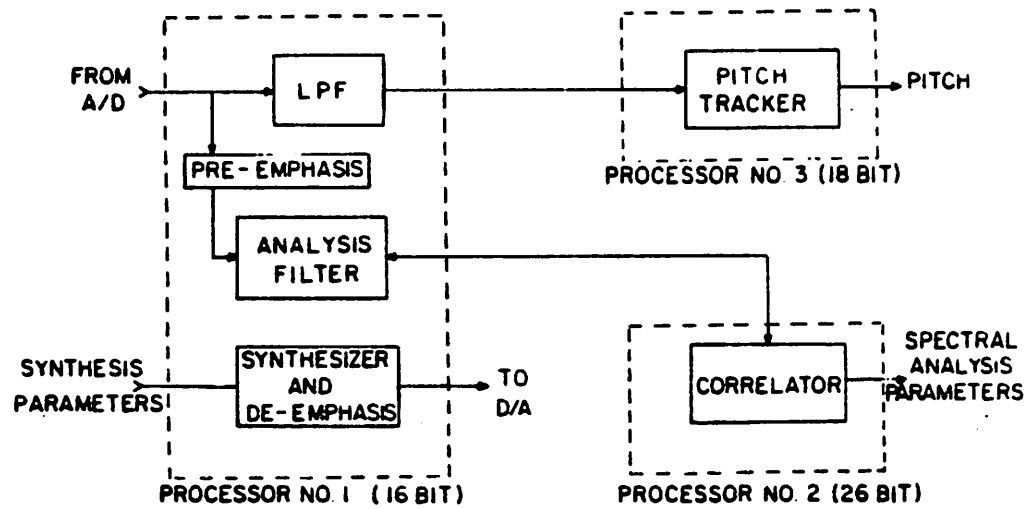 FROM
A/D
LPF
PITCH
TRACKER
PITCH
PRE-EMPHASIS
PROCESSOR NO. 3 (18 BIT)
ANALYSIS
FILTER
SYNTHESIS
PARAMETERS
SYNTHESIZER
AND
DE-EMPHASIS
TO
D/A
CORRELATOR
SPECTRAL
ANALYSIS
PARAMETERS
PROCESSOR NO. 1 (16 BIT)
PROCESSOR NO. 2 (26 BIT)